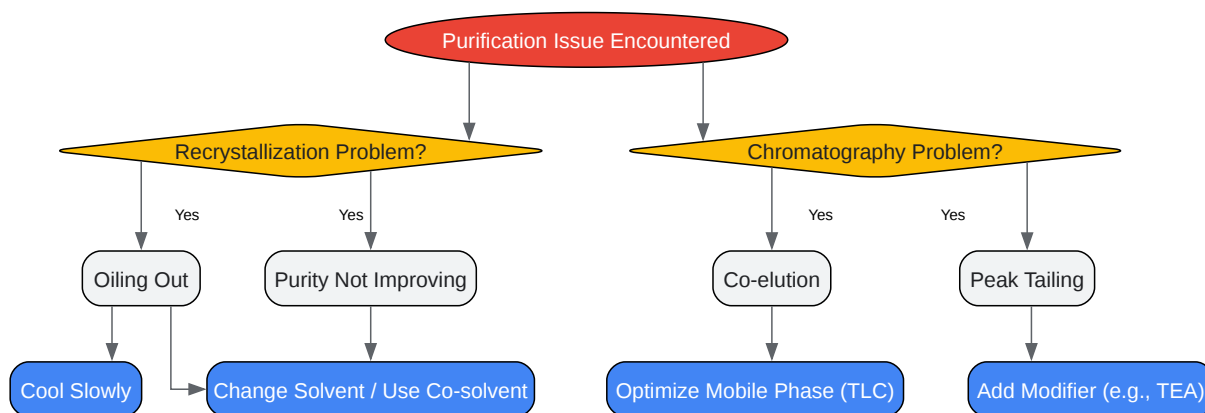 Purification Issue Encountered
Recrystallization Problem?
Chromatography Problem?
Yes
Yes
Yes
Yes
Oiling Out
Purity Not Improving
Co-elution
Peak Tailing
Cool Slowly
Change Solvent / Use Co-solvent
Optimize Mobile Phase (TLC)
Add Modifier (e.g., TEA)